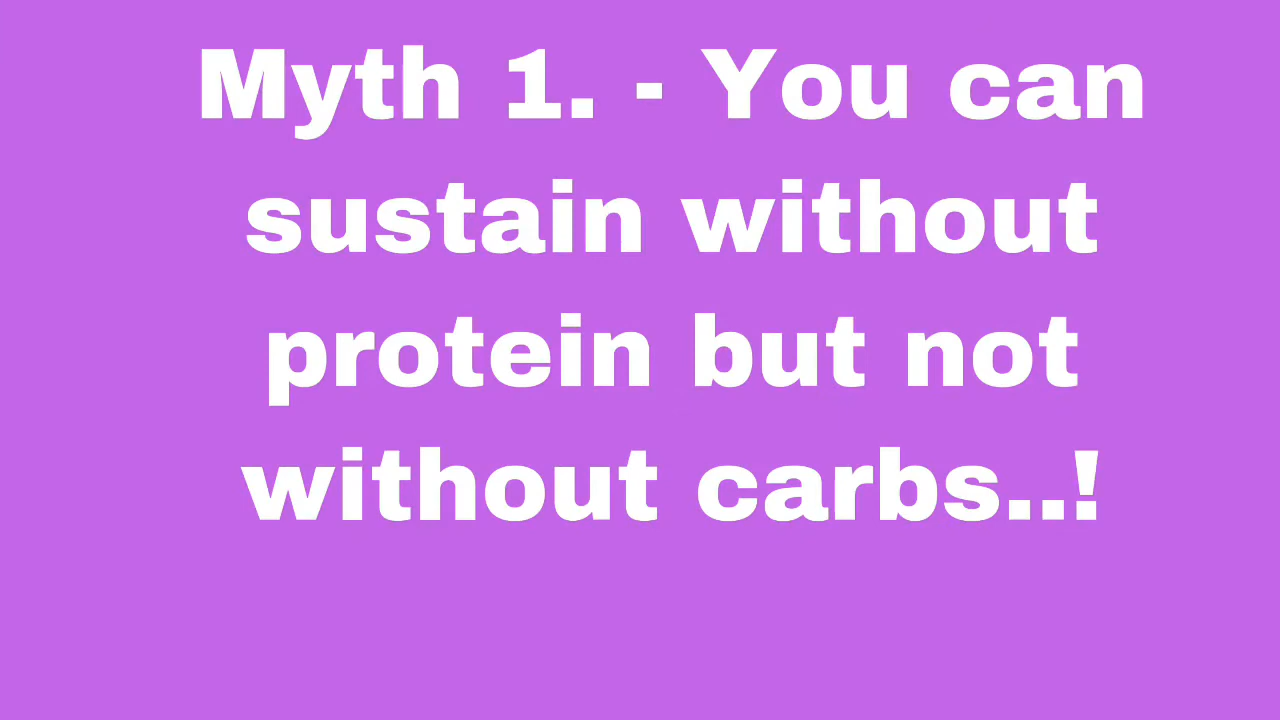 Myth 1. - You can
sustain without
protein but not
without carbs..!